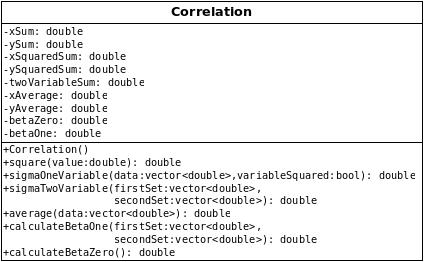 Correlation
-xSum: double
-ySum: double
-xSquaredSum: double
-ySquaredSum: double
-twoVariableSum: double
-xAverage: double
-yAverage: double
-betaZero: double
-betaOne: double
+Correlation()
+square(value:double): double
+sigmaOneVariable(data:vector<double>,variableSquared:bool): double
+sigmaTwoVariable(firstSet:vector<double>,
secondSet:vector<double>): double
+average(data:vector<double>): double
+calculateBetaOne(firstSet:vector<double>,
secondSet:vector<double>): double
+calculateBetaZero(): double